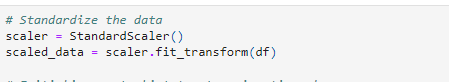 # Standardize the data
scaler = StandardScaler()
scaled_data = scaler.fit_transform(df)